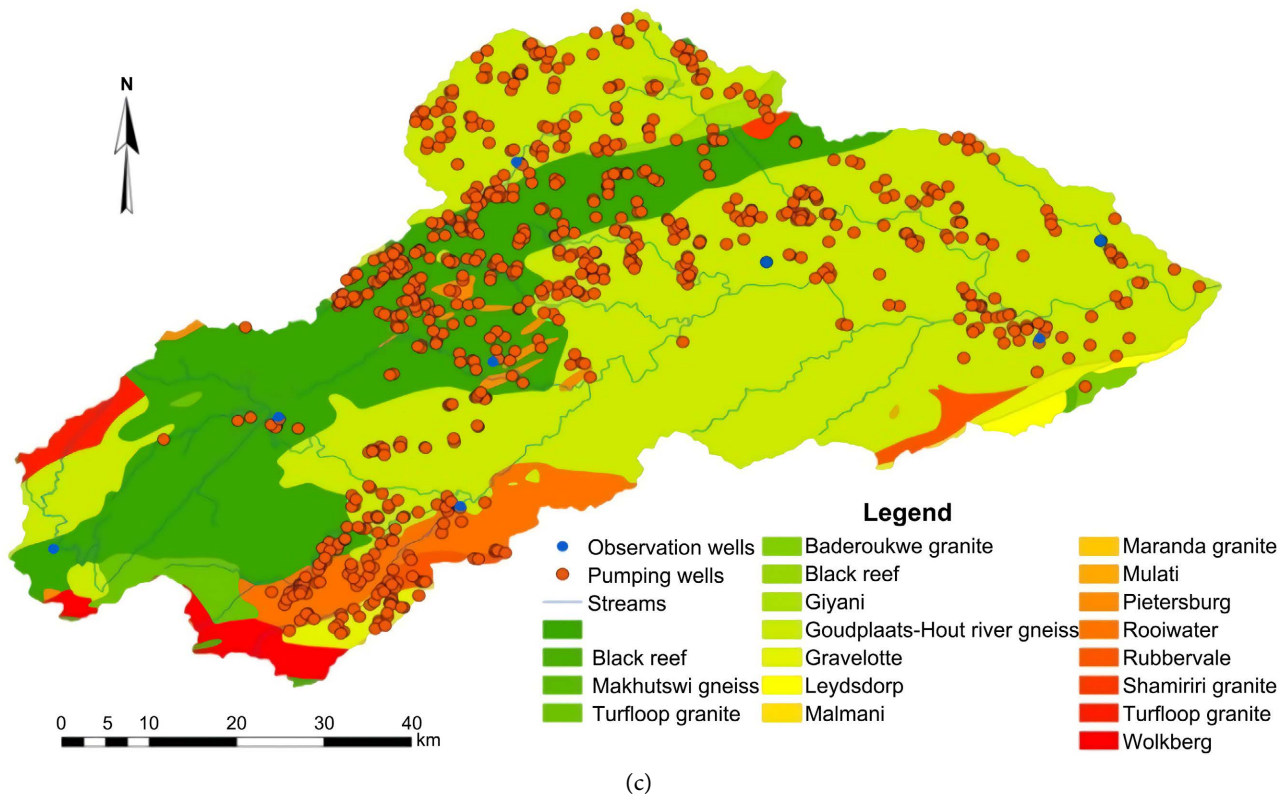 N
Legend
Observation wells
Pumping wells
Streams
Black reef
Makhutswi gneiss
Turfloop granite
Baderoukwe granite
Black reef
Giyani
Goudplaats-Hout river gneiss
Gravelotte
Leydsdorp
Malmani
Maranda granite
Mulati
Pietersburg
Rooiwater
Rubbervale
Shamiriri granite
Turfloop granite
Wolkberg
0 5 10 20 30 40
km
(c)